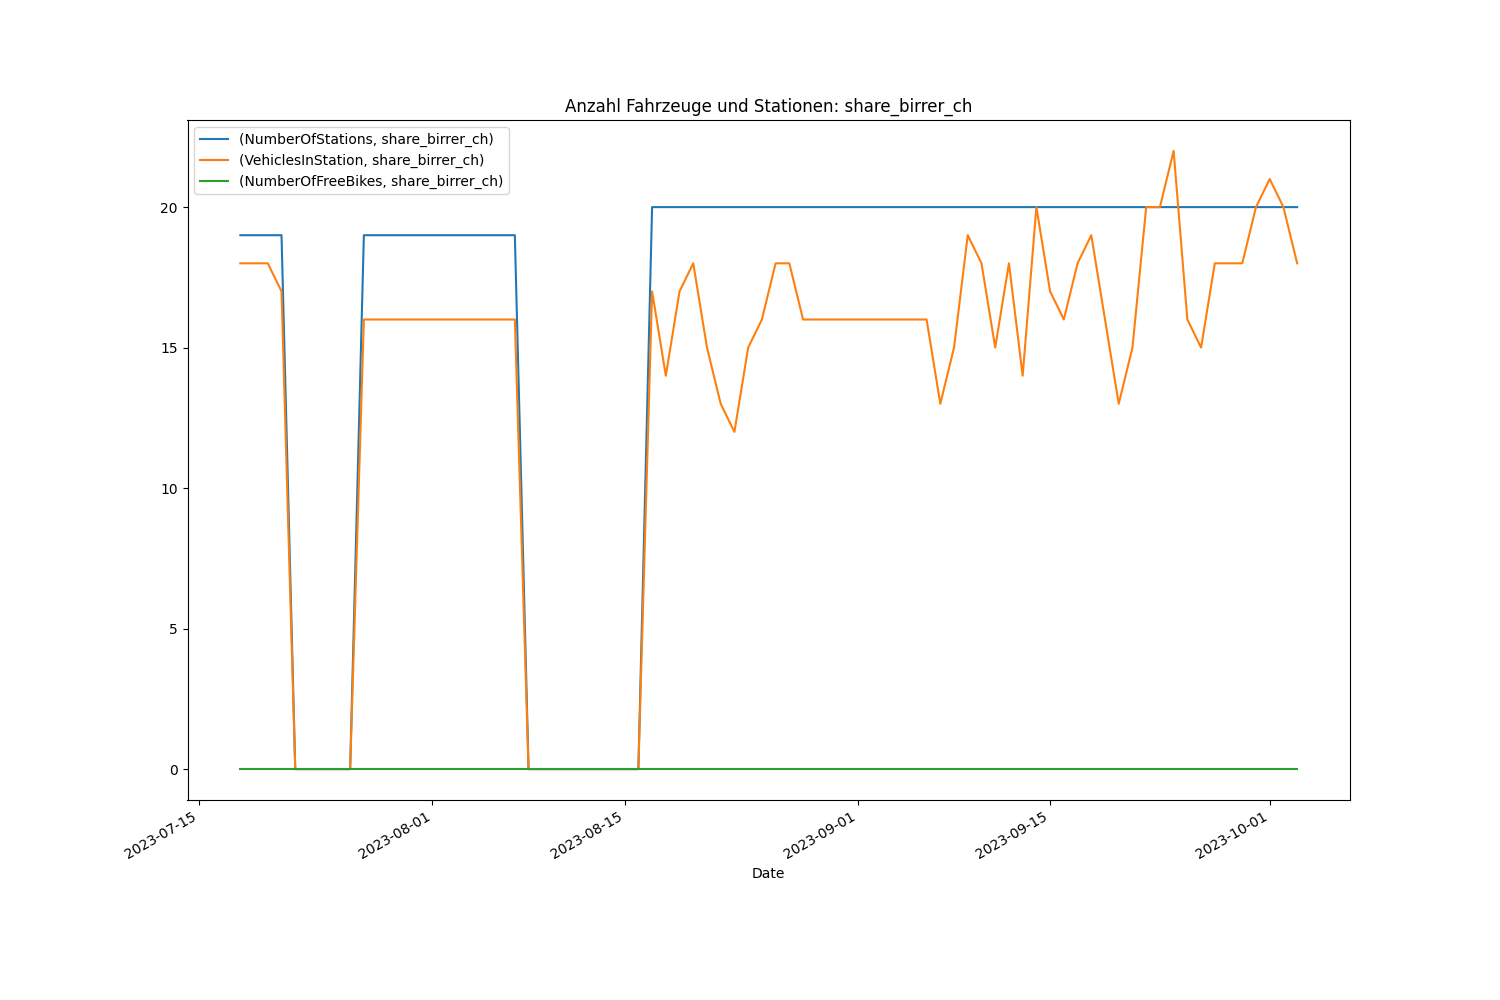 Anzahl Fahrzeuge und Stationen: share_birrer_ch
(NumberOfStations, share_birrer_ch)
(VehiclesInStation, share_birrer_ch)
(NumberOfFreeBikes, share_birrer_ch)
20
15
10
5
0
2023-07-15
2023-08-01
2023-08-15
2023-09-01
2023-09-15
2023-10-01
Date